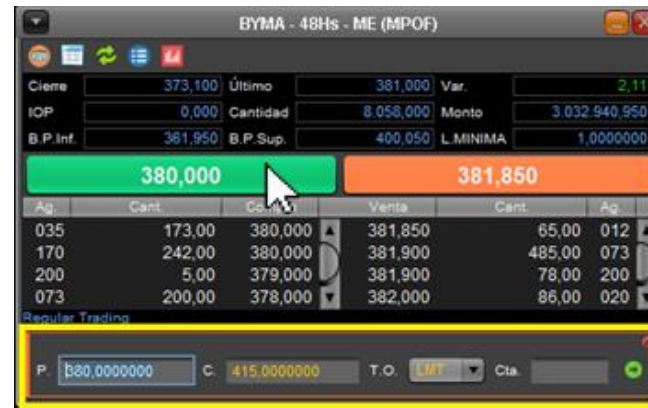 BYMA - 48Hs - ME (MPOF)
Cierre 373,100 Último 381,000 Var. 2,11
IOP 0,000 Cantidad 8.058,000 Monto 3.032.940,950
B.P.Inf. 361,950 B.P.Sup. 400,050 L.MINIMA 1,0000000
380,000 381,850
Ag. Cant. Venta Cant. Ag.
035 173,00 380,000 381,850 65,00 012
170 242,00 380,000 381,900 485,00 073
200 5,00 379,000 381,900 78,00 200
073 200,00 378,000 382,000 86,00 020
Regular Trading
P. 380,0000000 C. 415.0000000 T.O. LMT Cta.